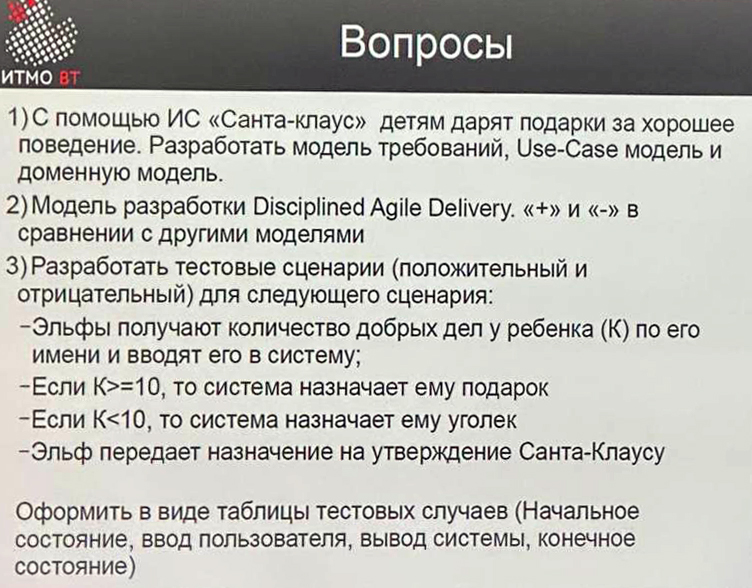 ИТМО ВТ
Вопросы
1) С помощью ИС «Санта-клаус» детям дарят подарки за хорошее
поведение. Разработать модель требований, Use-Case модель и
доменную модель.
2) Модель разработки Disciplined Agile Delivery. «+» и «-» в
сравнении с другими моделями
3) Разработать тестовые сценарии (положительный и
отрицательный) для следующего сценария:
–Эльфы получают количество добрых дел у ребенка (К) по его
имени и вводят его в систему;
–Если К>=10, то система назначает ему подарок
–Если К<10, то система назначает ему уголек
–Эльф передает назначение на утверждение Санта-Клаусу
Оформить в виде таблицы тестовых случаев (Начальное
состояние, ввод пользователя, вывод системы, конечное
состояние)